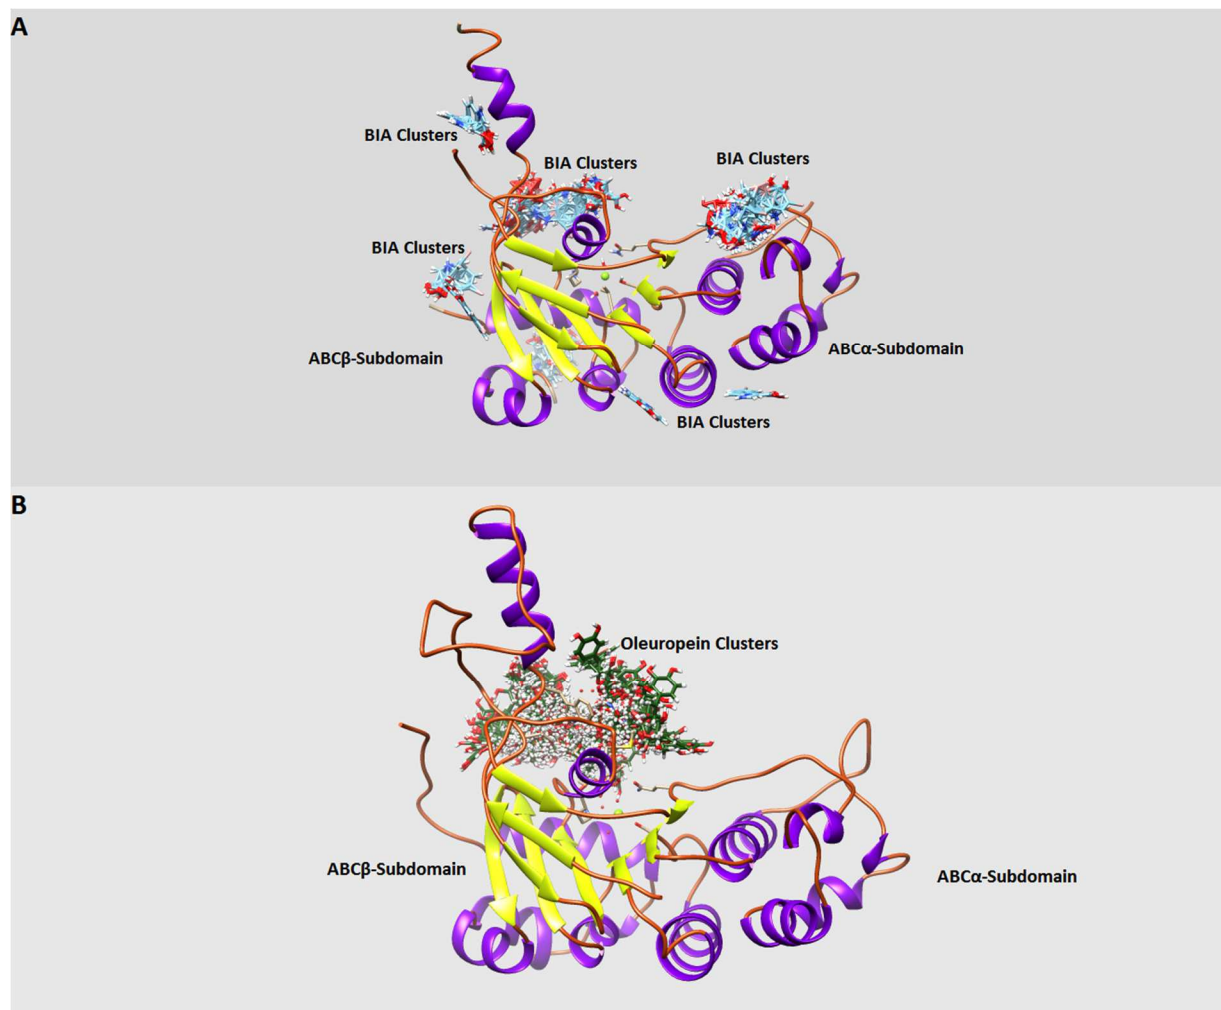 A
BIA Clusters
BIA Clusters
BIA Clusters
BIA Clusters
ABCβ-Subdomain
ABCα-Subdomain
BIA Clusters
B
Oleuropein Clusters
ABCβ-Subdomain
ABCα-Subdomain